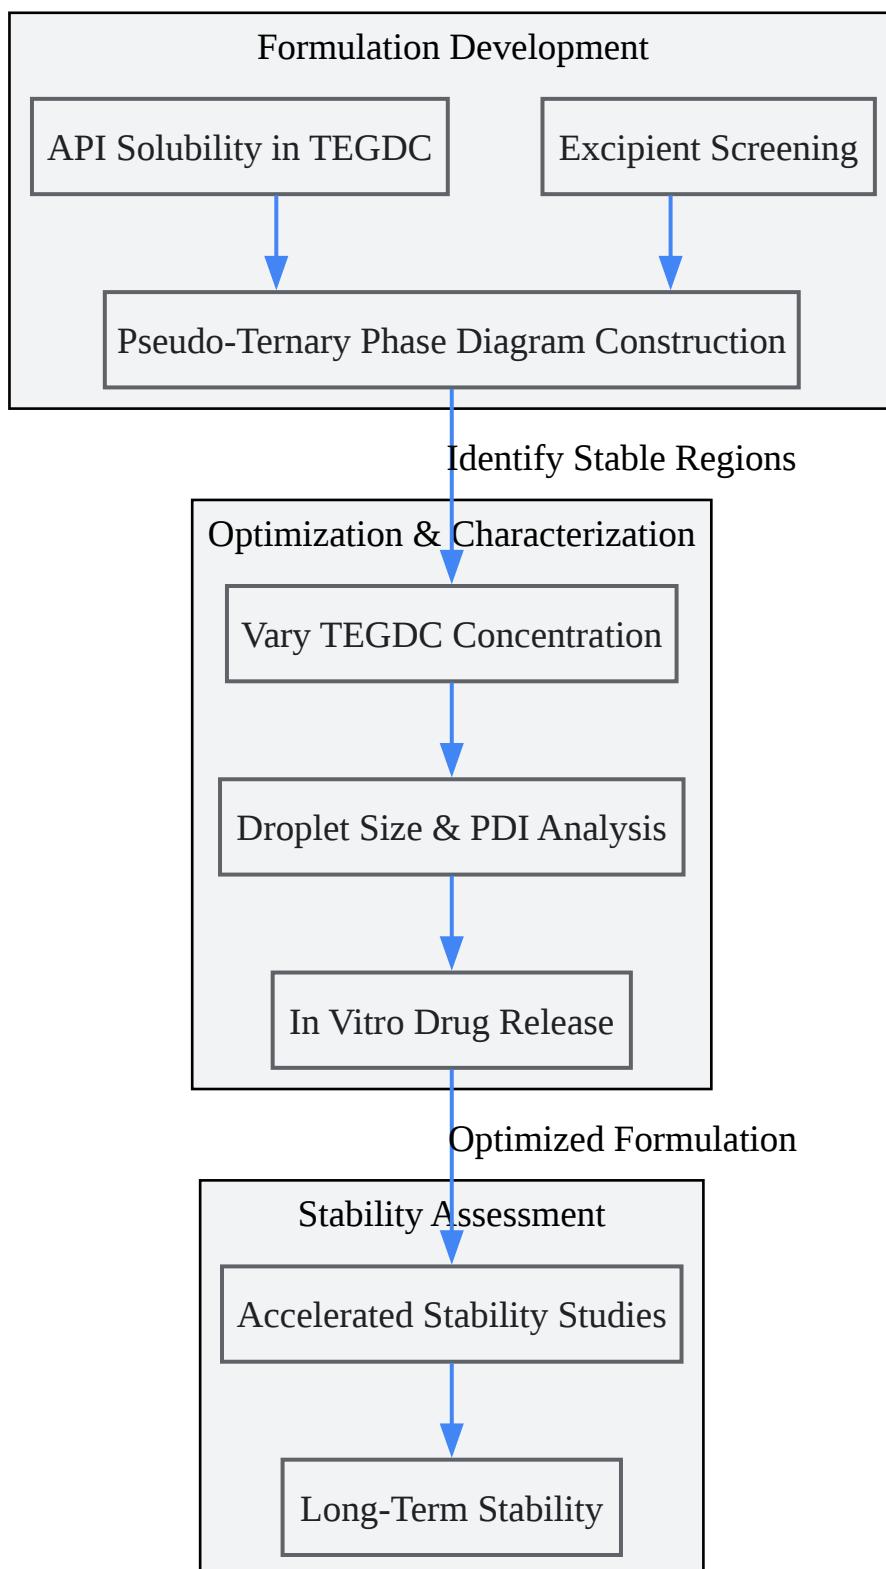 Formulation Development
API Solubility in TEGDC
Excipient Screening
Pseudo-Ternary Phase Diagram Construction
Identify Stable Regions
Optimization & Characterization
Vary TEGDC Concentration
Droplet Size & PDI Analysis
In Vitro Drug Release
Optimized Formulation
Stability Assessment
Accelerated Stability Studies
Long-Term Stability